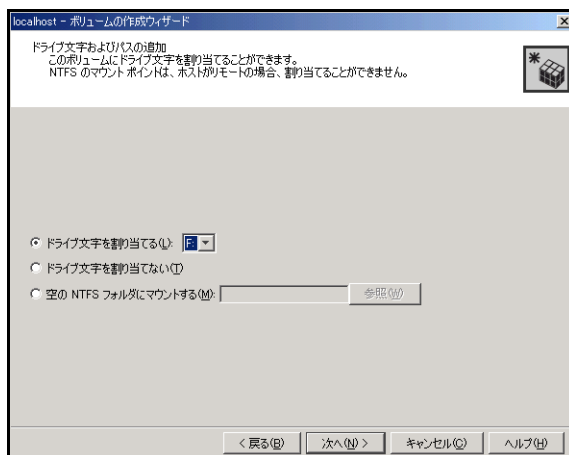 localhost - ボリュームの作成ウィザード
ドライブ文字およびパスの追加
このボリュームにドライブ文字を割り当てることができます。
NTFS のマウント ポイントは、ホストがリモートの場合、割り当てることができません。
ドライブ文字を割り当てる(L): F:
ドライブ文字を割り当てない(T)
空の NTFS フォルダにマウントする(M): 参照(W)
< 戻る(B) 次へ(N) > キャンセル(C) ヘルプ(H)